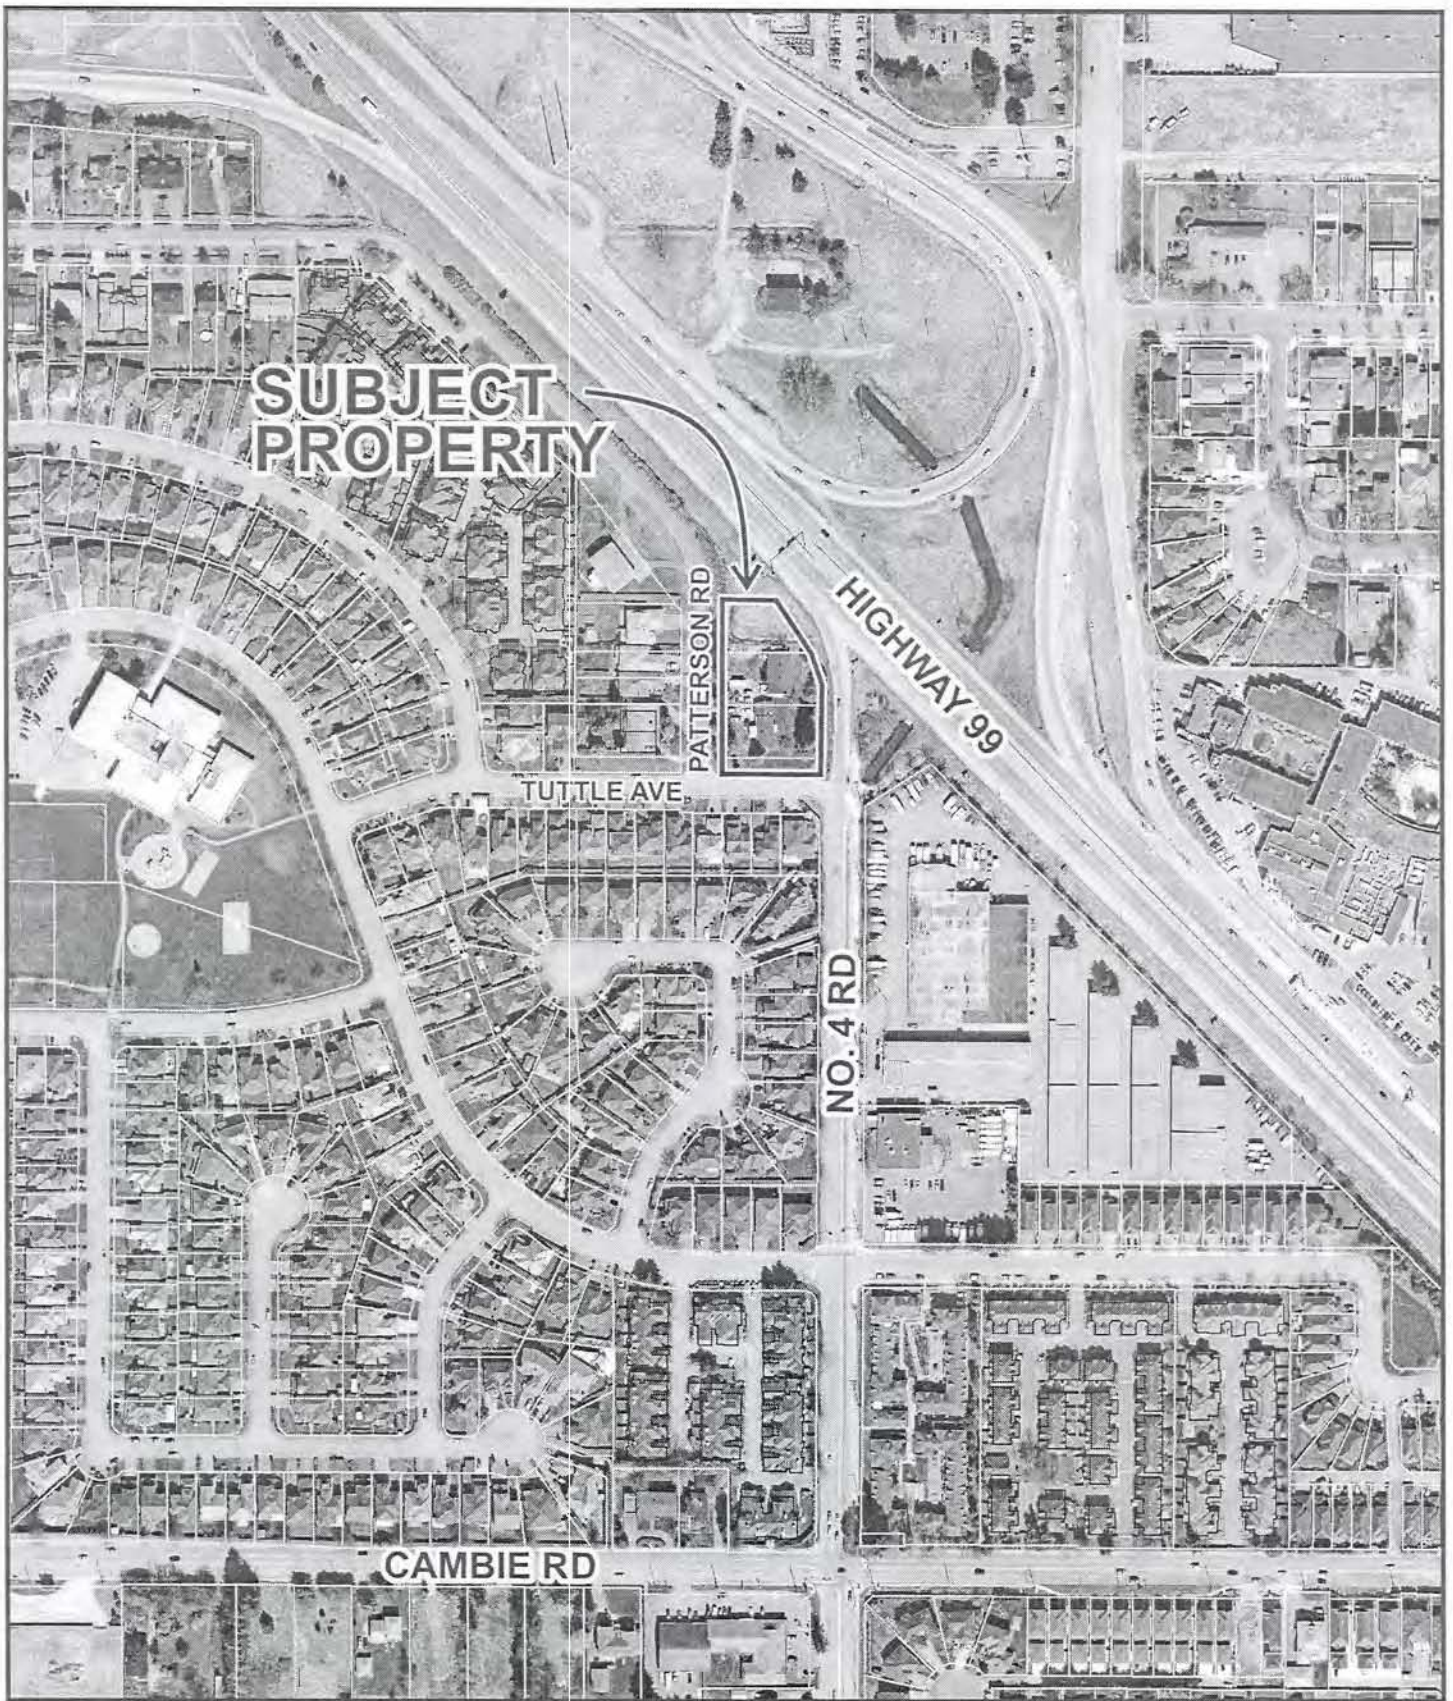 SUBJECT
PROPERTY
PATTERSON RD
HIGHWAY 99
TUTTLE AVE
NO. 4 RD
CAMBIE RD